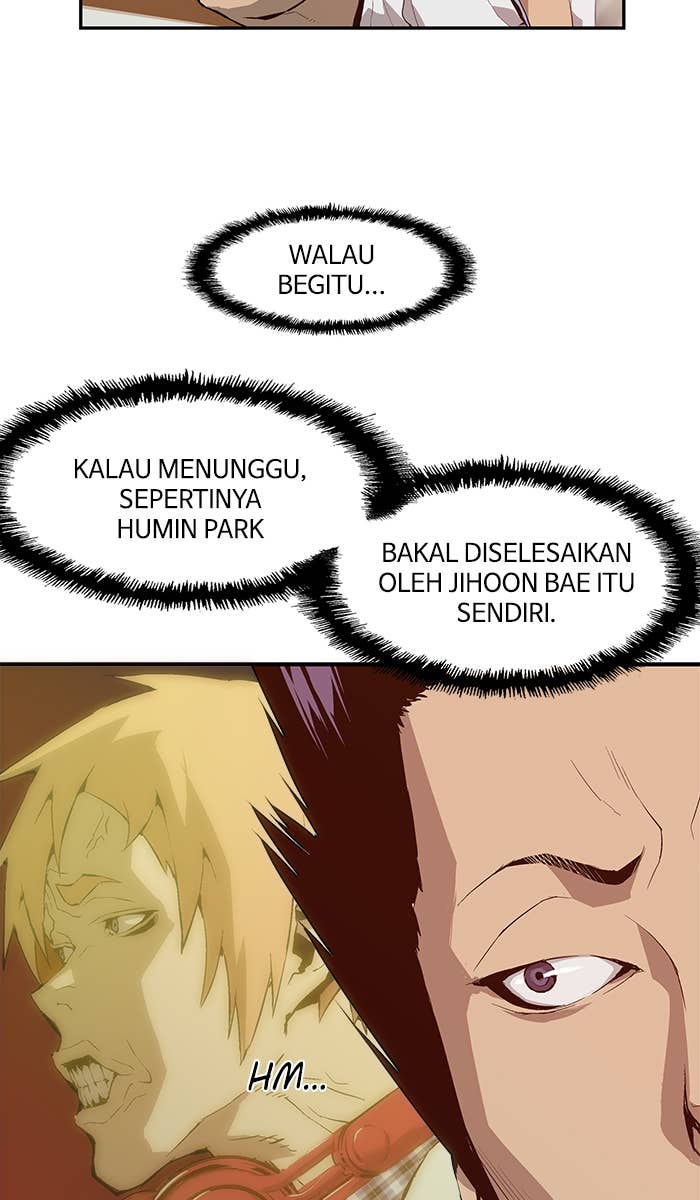 WALAU
BEGITU...
KALAU MENUNGGU,
SEPERTINYA
HUMIN PARK
BAKAL DISELESAIKAN
OLEH JIHOON BAE ITU
SENDIRI.
HM...